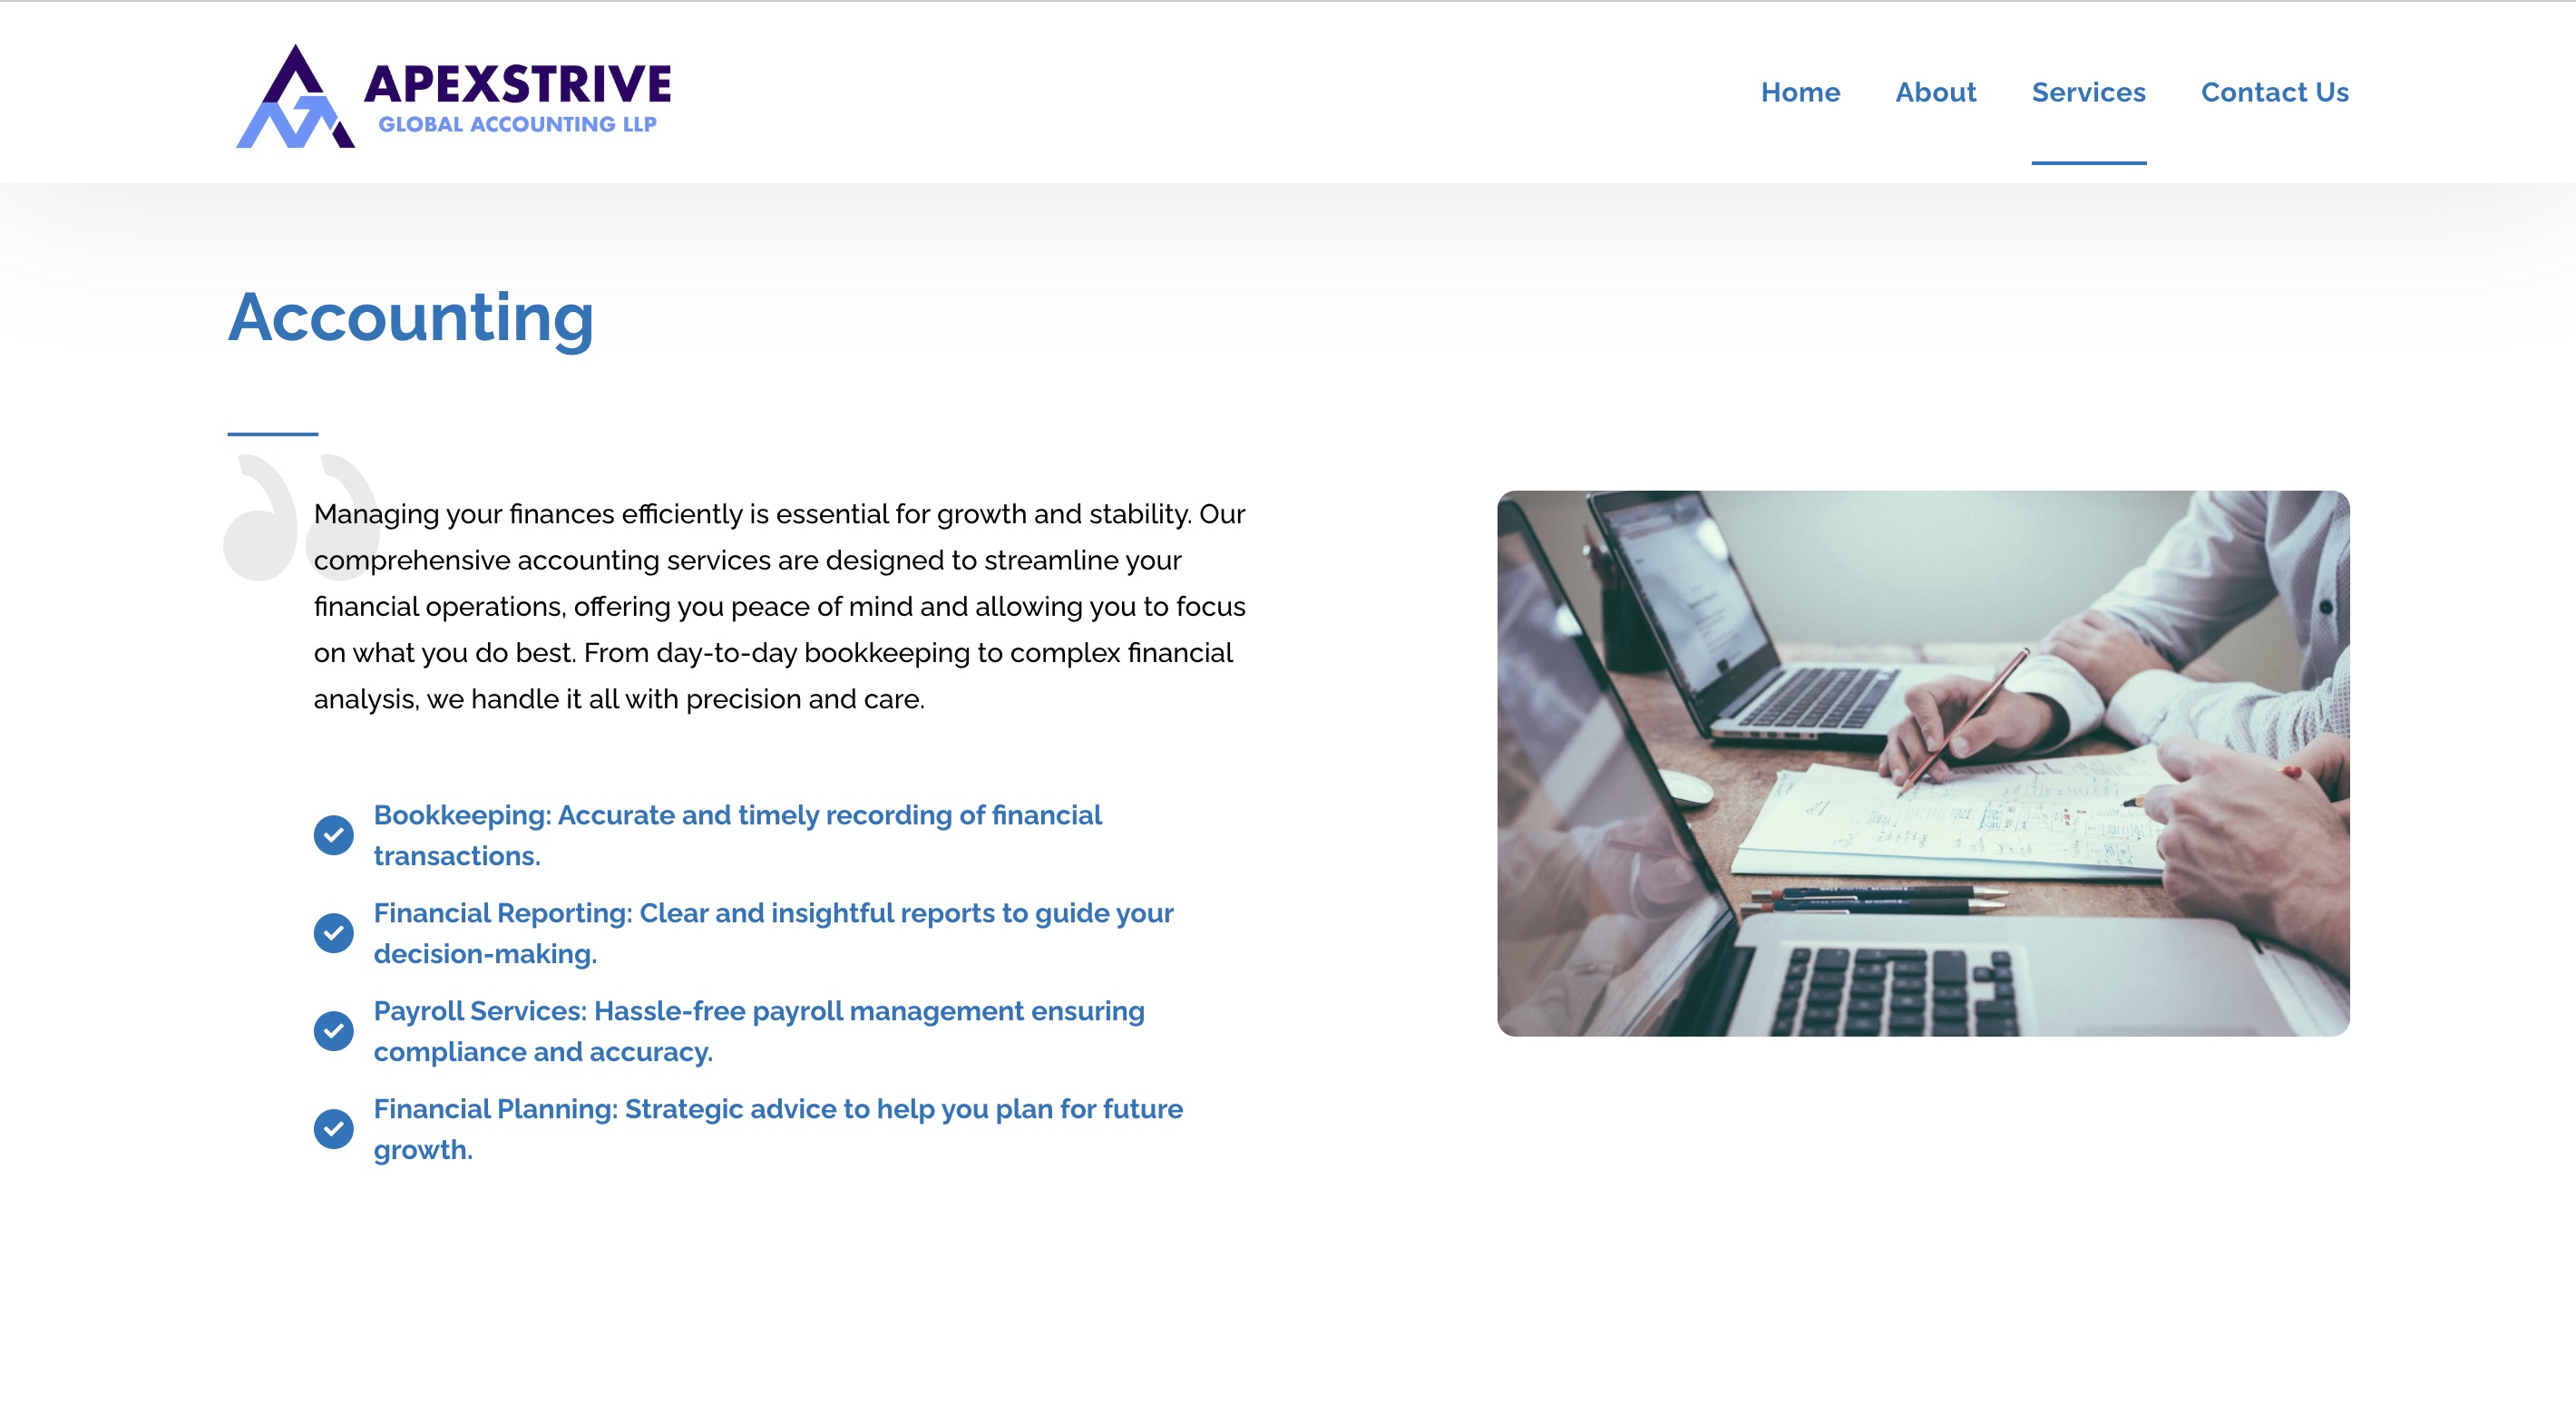 APEXSTRIVE
GLOBAL ACCOUNTING LLP
Home
About
Services
Contact Us
Accounting
Managing your finances efficiently is essential for growth and stability. Our
comprehensive accounting services are designed to streamline your
financial operations, offering you peace of mind and allowing you to focus
on what you do best. From day-to-day bookkeeping to complex financial
analysis, we handle it all with precision and care.
Bookkeeping: Accurate and timely recording of financial
transactions.
Financial Reporting: Clear and insightful reports to guide your
decision-making.
Payroll Services: Hassle-free payroll management ensuring
compliance and accuracy.
Financial Planning: Strategic advice to help you plan for future
growth.